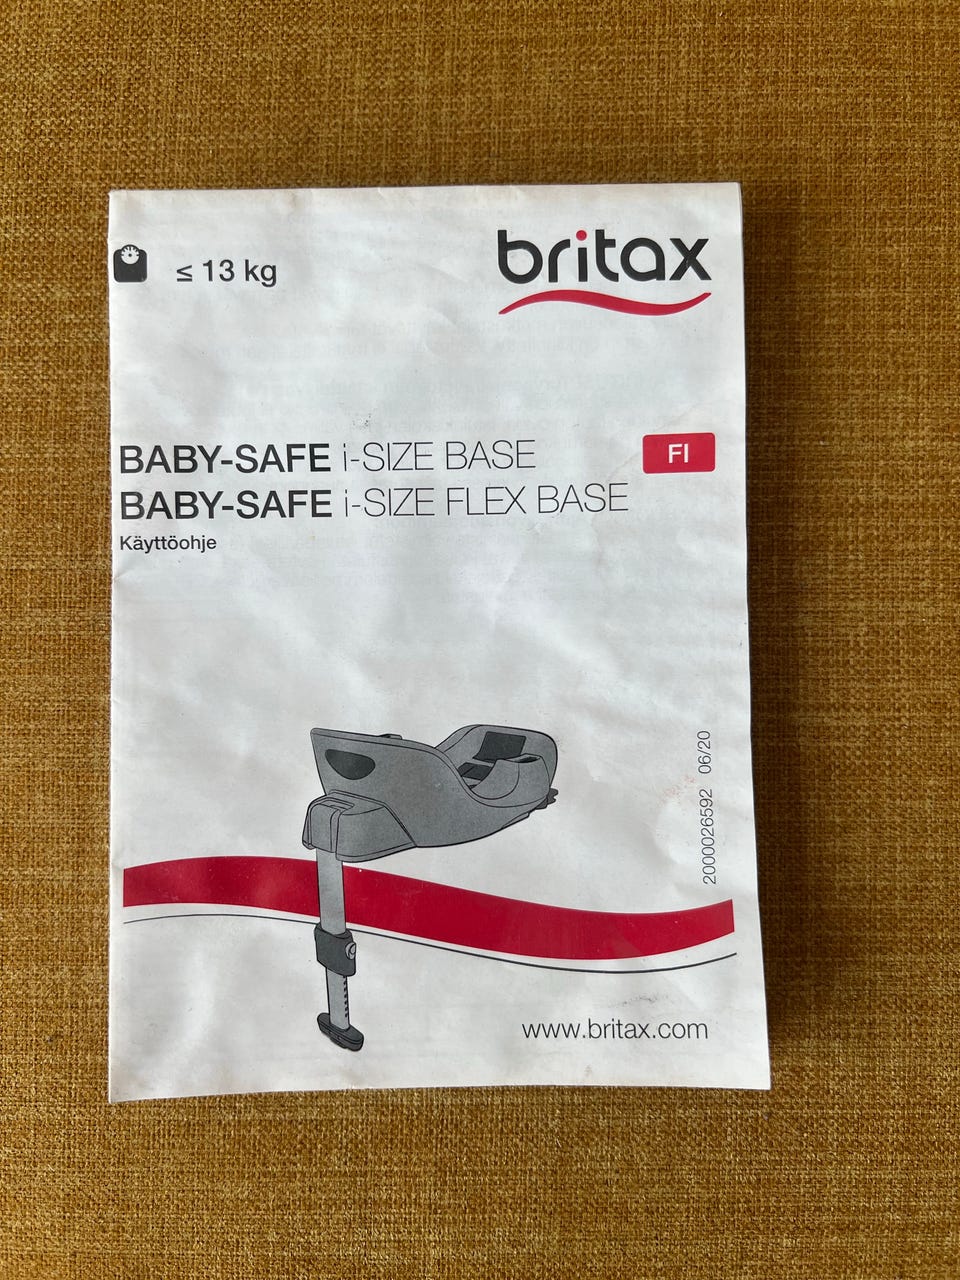 ≤ 13 kg
britax
BABY-SAFE i-SIZE BASE
FI
BABY-SAFE i-SIZE FLEX BASE
Käyttöohje
2000026592 06/20
www.britax.com